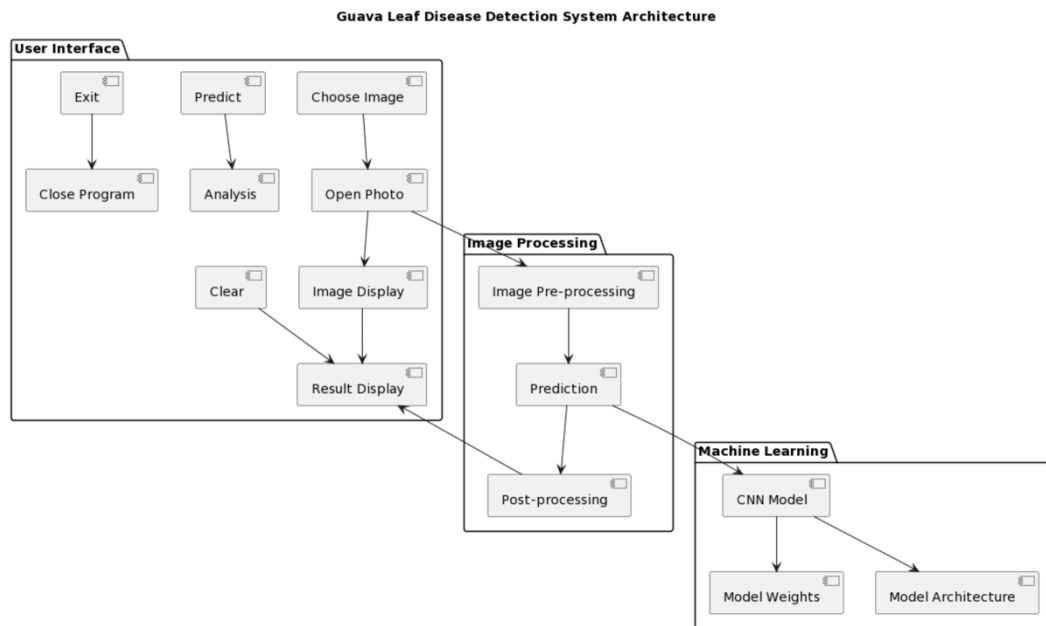 Guava Leaf Disease Detection System Architecture
User Interface
Exit
Predict
Choose Image
Close Program
Analysis
Open Photo
Clear
Image Display
Result Display
Image Processing
Image Pre-processing
Prediction
Post-processing
Machine Learning
CNN Model
Model Weights
Model Architecture